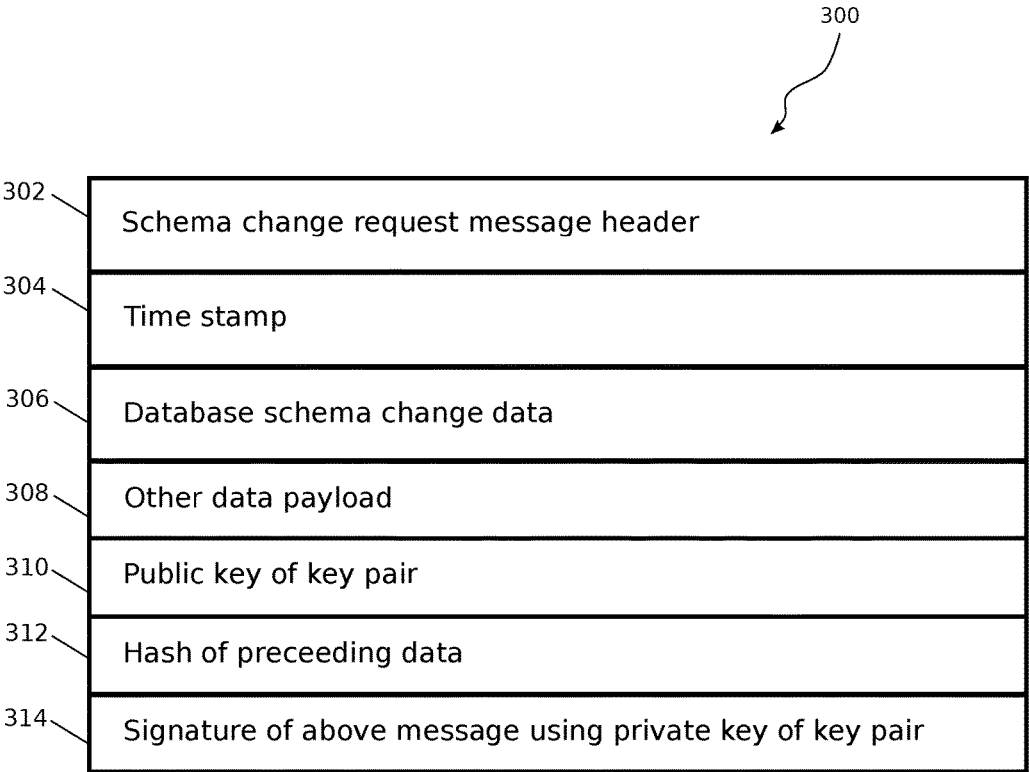 300
302
Schema change request message header
304
Time stamp
306
Database schema change data
308
Other data payload
310
Public key of key pair
312
Hash of preceeding data
314
Signature of above message using private key of key pair